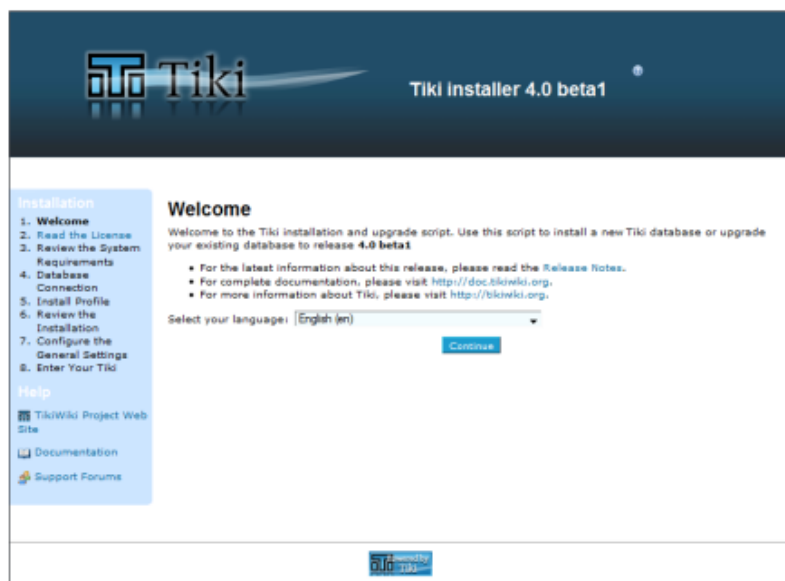 Tiki
Tiki installer 4.0 beta1
Installation
1. Welcome
2. Read the License
3. Review the System
Requirements
4. Database
Connection
5. Install Profile
6. Review the
Installation
7. Configure the
General Settings
8. Enter Your Tiki
Help
TikiWiki Project Web
Site
Documentation
Support Forums
Welcome
Welcome to the Tiki installation and upgrade script. Use this script to install a new Tiki database or upgrade
your existing database to release 4.0 beta1
• For the latest information about this release, please read the Release Notes.
• For complete documentation, please visit http://doc.tikiwiki.org.
• For more information about Tiki, please visit http://tikiwiki.org.
Select your language: English (en)
Continue
Powered by
Tiki